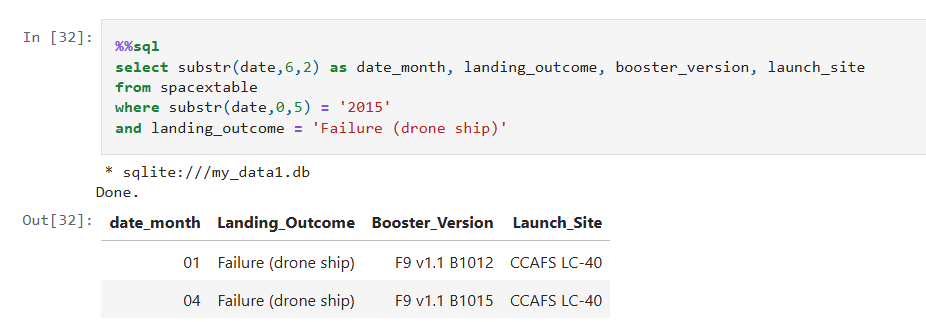 In [32]:
%%sql
select substr(date,6,2) as date_month, landing_outcome, booster_version, launch_site
from spacextable
where substr(date,0,5) = '2015'
and landing_outcome = 'Failure (drone ship)'
* sqlite:///my_data1.db
Done.
Out[32]:
date_month Landing_Outcome Booster_Version Launch_Site
01 Failure (drone ship) F9 v1.1 B1012 CCAFS LC-40
04 Failure (drone ship) F9 v1.1 B1015 CCAFS LC-40